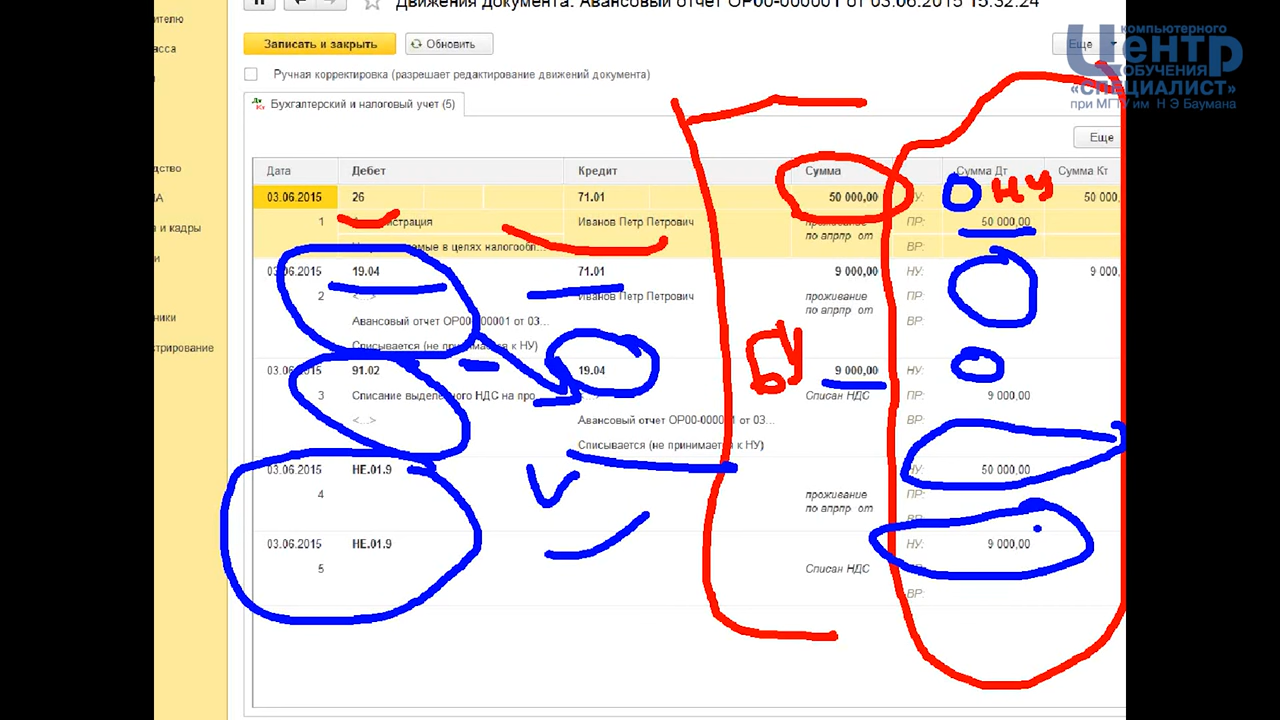 Движения документа: Авансовый отчет ОР00-000001 от 03.06.2015 15:32:24
компьютерного
Центр
ОБУЧЕНИЯ
«СПЕЦИАЛИСТ»
при МГТУ им Н Э Баумана
Записать и закрыть
Обновить
Еще
Ручная корректировка (разрешает редактирование движений документа)
Бухгалтерский и налоговый учет (5)
Еще
Дата Дебет Кредит Сумма Сумма Дт Сумма Кт
03.06.2015 26 71.01 50 000,00 НУ 50 000
1 Иванов Петр Петрович проживание ПР: 50 000,00
по апрпр от ВР:
03.06.2015 19.04 71.01 9 000,00 НУ: 9 000,
2 <...> Иванов Петр Петрович проживание ПР:
по апрпр от
Авансовый отчет ОР00-000001 от 03... ВР:
Списывается (не принимается к НУ)
БУ
03.06.2015 91.02 19.04 9 000,00 НУ:
3 Списание выделенного НДС на про... Списан НДС ПР: 9 000,00
<...> Авансовый отчет ОР00-000001 от 03... ВР:
Списывается (не принимается к НУ)
03.06.2015 НЕ.01.9 НУ: 50 000,00
4 проживание ПР:
по апрпр от ВР:
03.06.2015 НЕ.01.9 НУ: 9 000,00
5 Списан НДС
ВР: